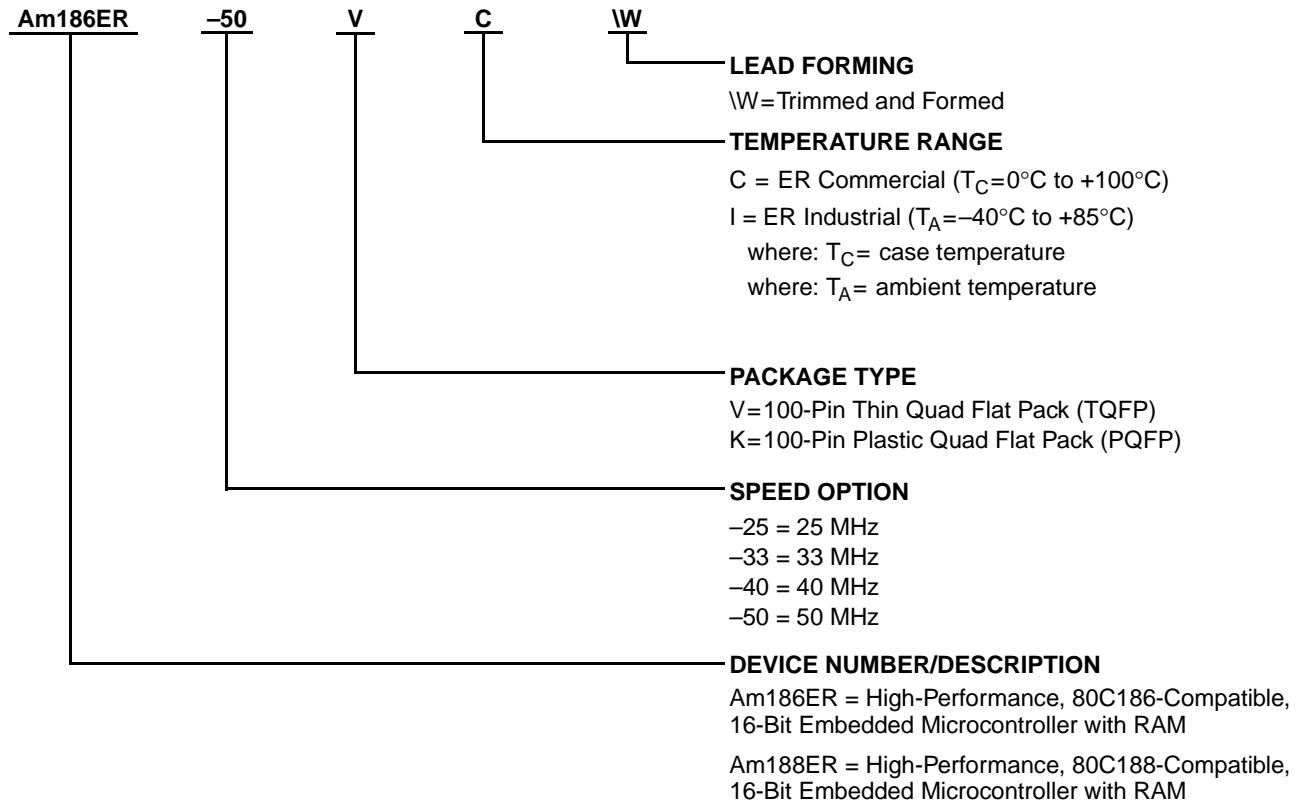 Am186ER –50 V C \W
LEAD FORMING
\W=Trimmed and Formed
TEMPERATURE RANGE
C = ER Commercial (TC=0°C to +100°C)
I = ER Industrial (TA=–40°C to +85°C)
where: TC= case temperature
where: TA= ambient temperature
PACKAGE TYPE
V=100-Pin Thin Quad Flat Pack (TQFP)
K=100-Pin Plastic Quad Flat Pack (PQFP)
SPEED OPTION
–25 = 25 MHz
–33 = 33 MHz
–40 = 40 MHz
–50 = 50 MHz
DEVICE NUMBER/DESCRIPTION
Am186ER = High-Performance, 80C186-Compatible,
16-Bit Embedded Microcontroller with RAM
Am188ER = High-Performance, 80C188-Compatible,
16-Bit Embedded Microcontroller with RAM